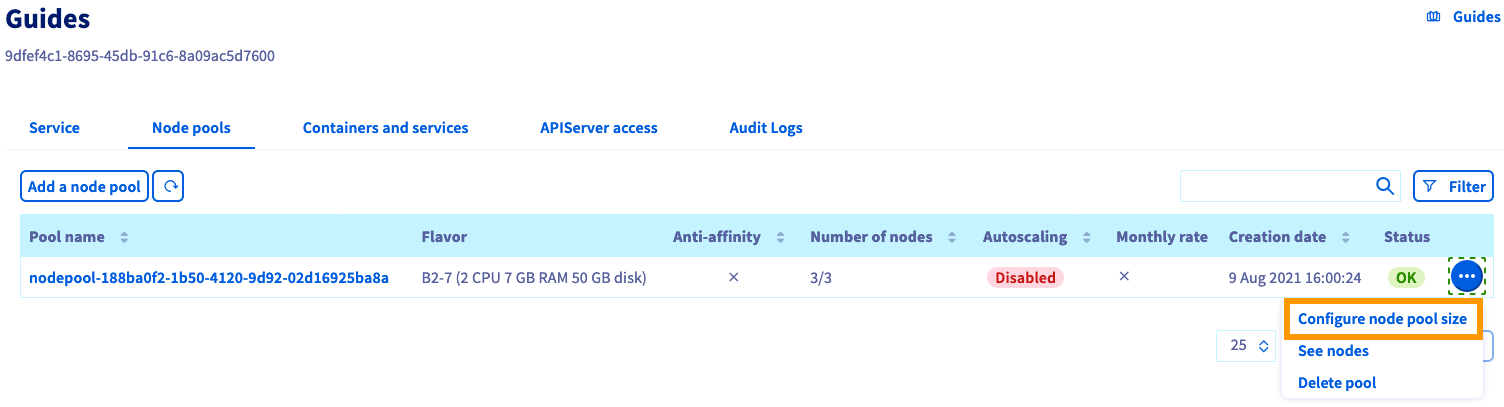 Guides
Guides
9dfef4c1-8695-45db-91c6-8a09ac5d7600
Service Node pools Containers and services APIServer access Audit Logs
Add a node pool Filter
Pool name Flavor Anti-affinity Number of nodes Autoscaling Monthly rate Creation date Status
nodepool-188ba0f2-1b50-4120-9d92-02d16925ba8a B2-7 (2 CPU 7 GB RAM 50 GB disk) 3/3 Disabled 9 Aug 2021 16:00:24 OK
Configure node pool size
25
See nodes
Delete pool